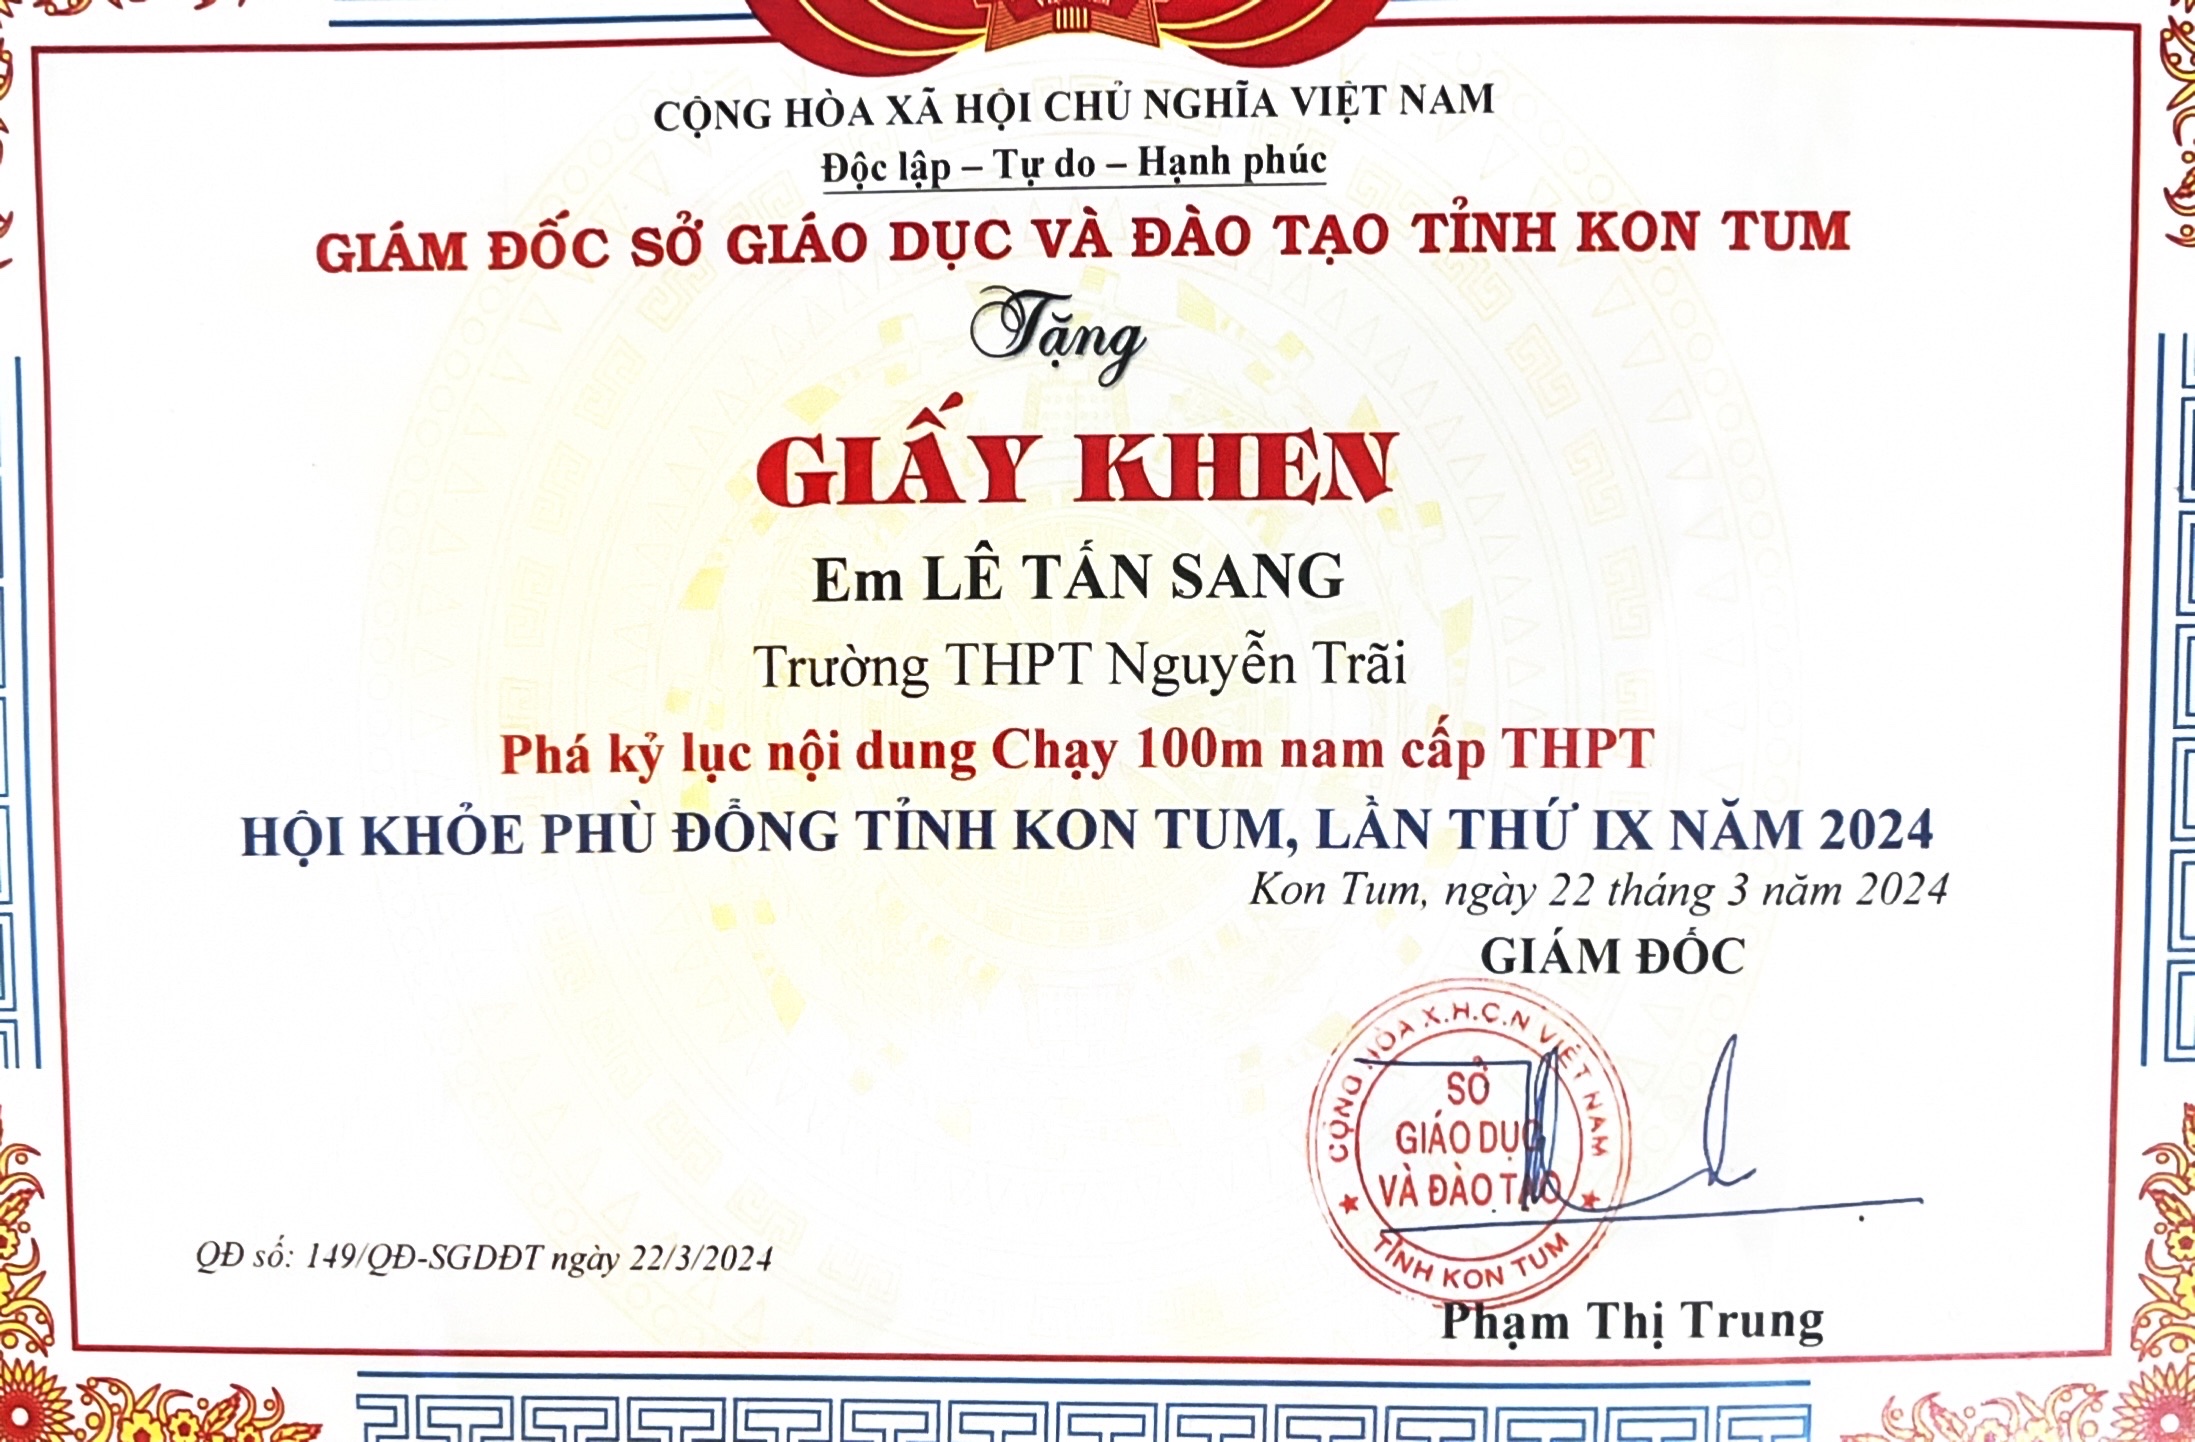 CỘNG HÒA XÃ HỘI CHỦ NGHĨA VIỆT NAM
Độc lập – Tự do – Hạnh phúc
GIÁM ĐỐC SỞ GIÁO DỤC VÀ ĐÀO TẠO TỈNH KON TUM
Tặng
GIẤY KHEN
Em LÊ TẤN SANG
Trường THPT Nguyễn Trãi
Phá kỷ lục nội dung Chạy 100m nam cấp THPT
HỘI KHỎE PHÙ ĐỔNG TỈNH KON TUM, LẦN THỨ IX NĂM 2024
Kon Tum, ngày 22 tháng 3 năm 2024
GIÁM ĐỐC
CỘNG HÒA X.H.C.N VIỆT NAM
SỞ
GIÁO DỤC
VÀ ĐÀO TẠO
TỈNH KON TUM
QĐ số: 149/QĐ-SGDĐT ngày 22/3/2024
Phạm Thị Trung